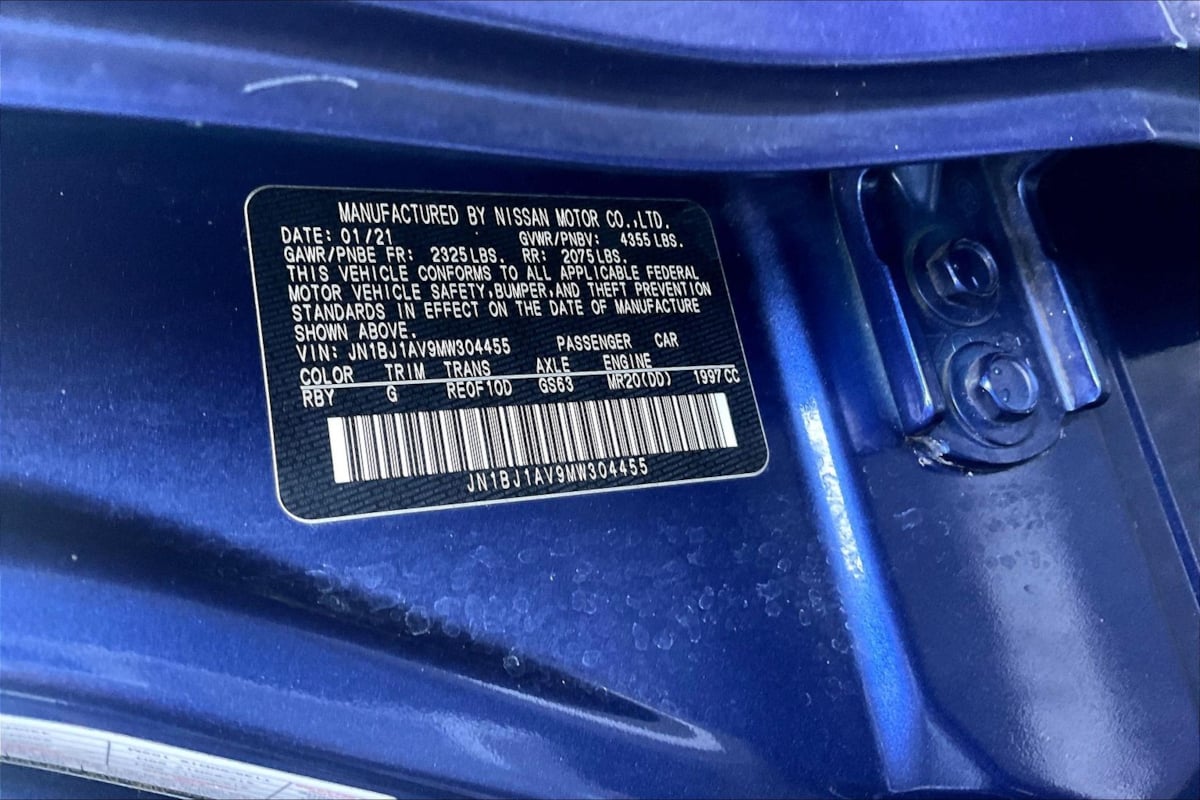 MANUFACTURED BY NISSAN MOTOR CO.,LTD.
DATE: 01/21 GVWR/PNBV: 4355 LBS.
GAWR/PNBE FR: 2325 LBS. RR: 2075 LBS.
THIS VEHICLE CONFORMS TO ALL APPLICABLE FEDERAL
MOTOR VEHICLE SAFETY,BUMPER,AND THEFT PREVENTION
STANDARDS IN EFFECT ON THE DATE OF MANUFACTURE
SHOWN ABOVE.
VIN: JN1BJ1AV9MW304455 PASSENGER CAR
COLOR TRIM TRANS AXLE ENGINE
RBY G RE0F10D GS63 MR20(DD) 1997 CC
JN1BJ1AV9MW304455